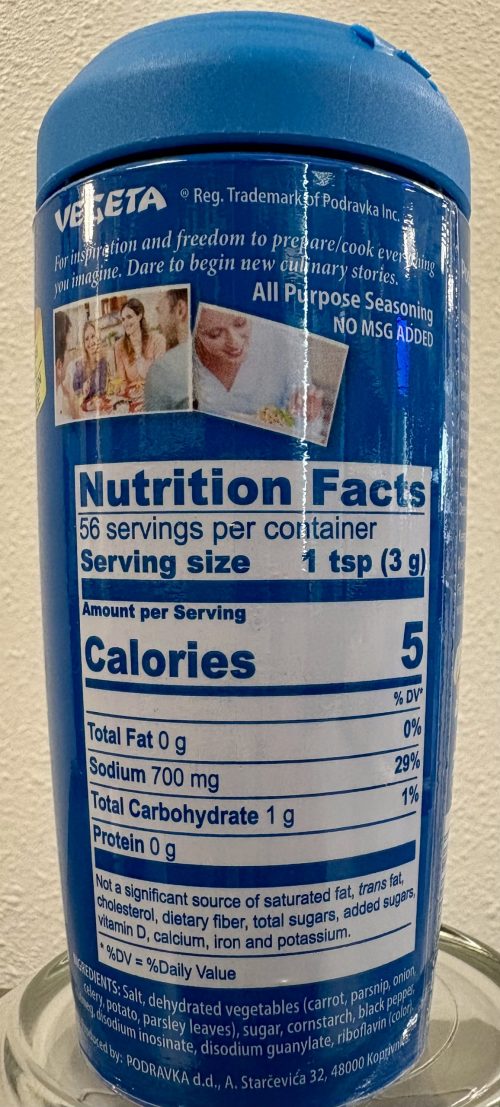 VEGETA ® Reg. Trademark of Podravka Inc.
For inspiration and freedom to prepare/cook everything
you imagine. Dare to begin new culinary stories.
All Purpose Seasoning
NO MSG ADDED
Nutrition Facts
56 servings per container
Serving size 1 tsp (3 g)
Amount per Serving
Calories 5
% DV*
Total Fat 0 g 0%
Sodium 700 mg 29%
Total Carbohydrate 1 g 1%
Protein 0 g
Not a significant source of saturated fat, trans fat,
cholesterol, dietary fiber, total sugars, added sugars,
vitamin D, calcium, iron and potassium.
* %DV = %Daily Value
INGREDIENTS: Salt, dehydrated vegetables (carrot, parsnip, onion,
celery, potato, parsley leaves), sugar, cornstarch, black pepper,
disodium inosinate, disodium guanylate, riboflavin (color)
by: PODRAVKA d.d., A. Starčevića 32, 48000 Koprivnica